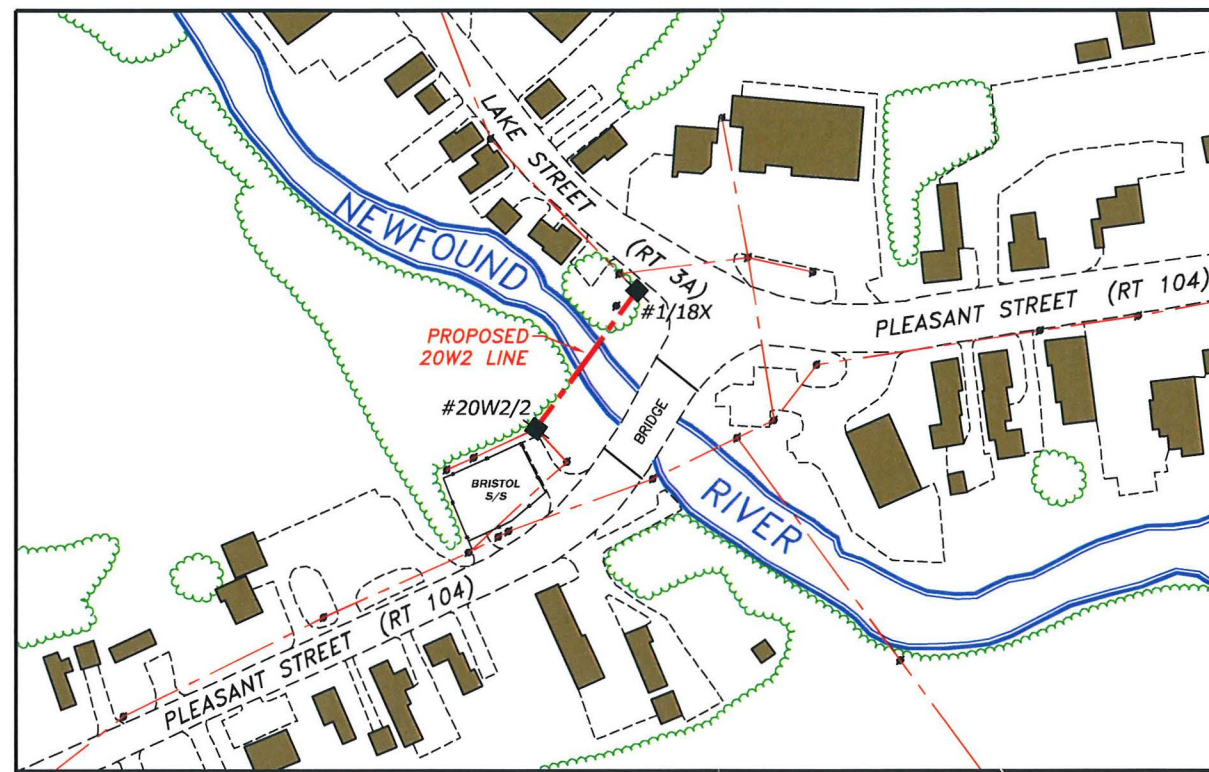 LAKE STREET
(RT 3A)
NEWFOUND
#1/18X
PLEASANT STREET (RT 104)
PROPOSED
20W2 LINE
#20W2/2
BRIDGE
BRISTOL
S/S
RIVER
PLEASANT STREET (RT 104)